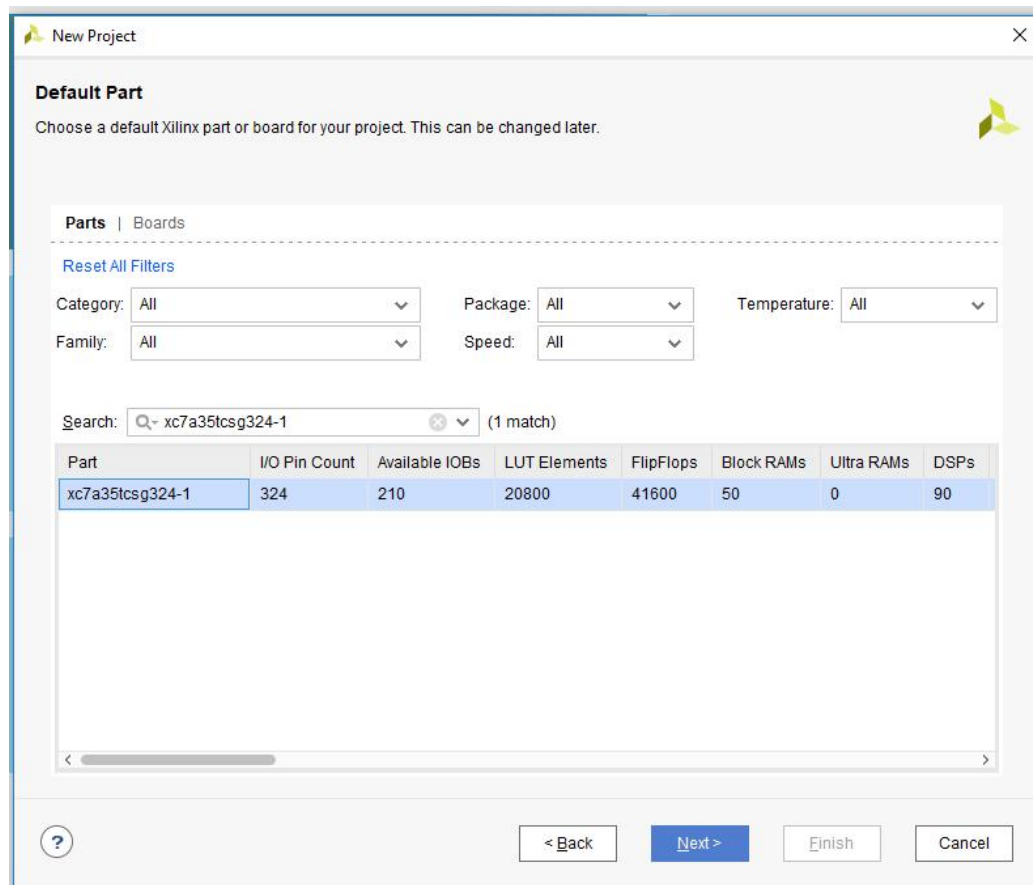 New Project
Default Part
Choose a default Xilinx part or board for your project. This can be changed later.
Parts | Boards
Reset All Filters
Category: All Package: All Temperature: All
Family: All Speed: All
Search: xc7a35tcsg324-1 (1 match)
Part I/O Pin Count Available IOBs LUT Elements FlipFlops Block RAMs Ultra RAMs DSPs
xc7a35tcsg324-1 324 210 20800 41600 50 0 90
? < Back Next > Finish Cancel